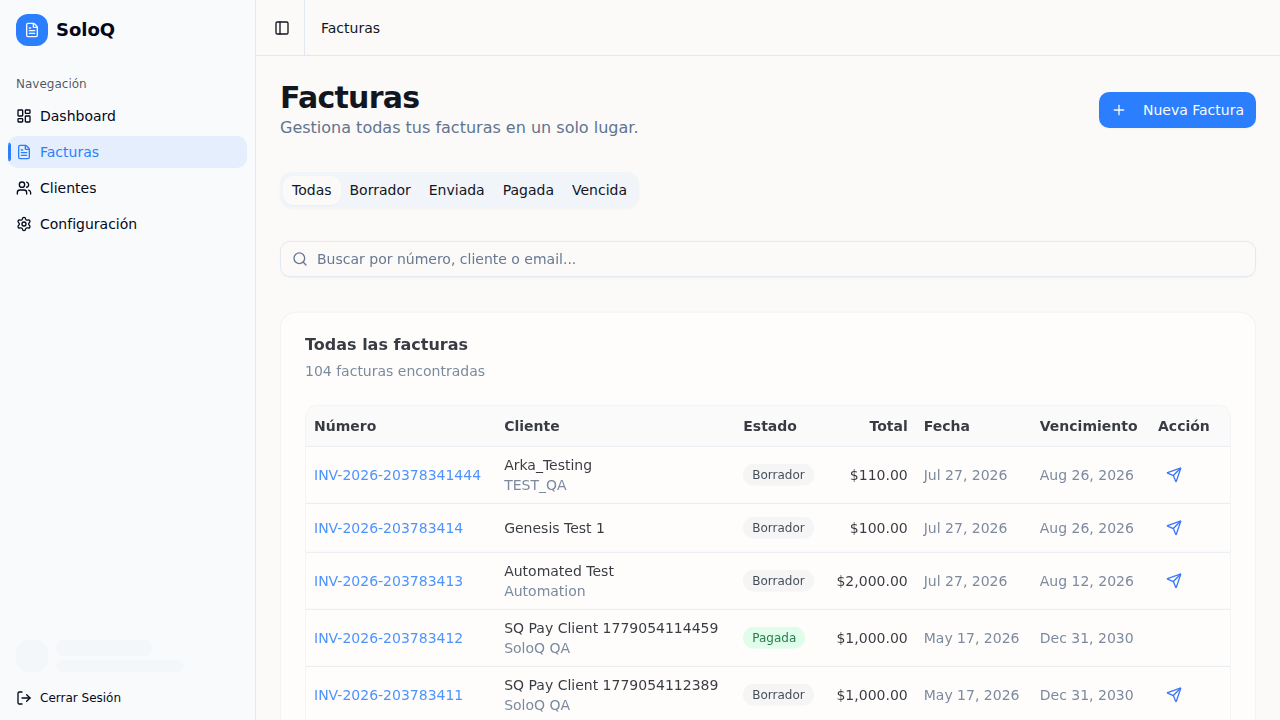 SoloQ
Navegación
Dashboard
Facturas
Clientes
Configuración
Cerrar Sesión
Facturas
Facturas
Gestiona todas tus facturas en un solo lugar.
Nueva Factura
Todas Borrador Enviada Pagada Vencida
Buscar por número, cliente o email...
Todas las facturas
104 facturas encontradas
Número Cliente Estado Total Fecha Vencimiento Acción
INV-2026-20378341444 Arka_Testing TEST_QA Borrador $110.00 Jul 27, 2026 Aug 26, 2026
INV-2026-203783414 Genesis Test 1 Borrador $100.00 Jul 27, 2026 Aug 26, 2026
INV-2026-203783413 Automated Test Automation Borrador $2,000.00 Jul 27, 2026 Aug 12, 2026
INV-2026-203783412 SQ Pay Client 1779054114459 SoloQ QA Pagada $1,000.00 May 17, 2026 Dec 31, 2030
INV-2026-203783411 SQ Pay Client 1779054112389 SoloQ QA Borrador $1,000.00 May 17, 2026 Dec 31, 2030